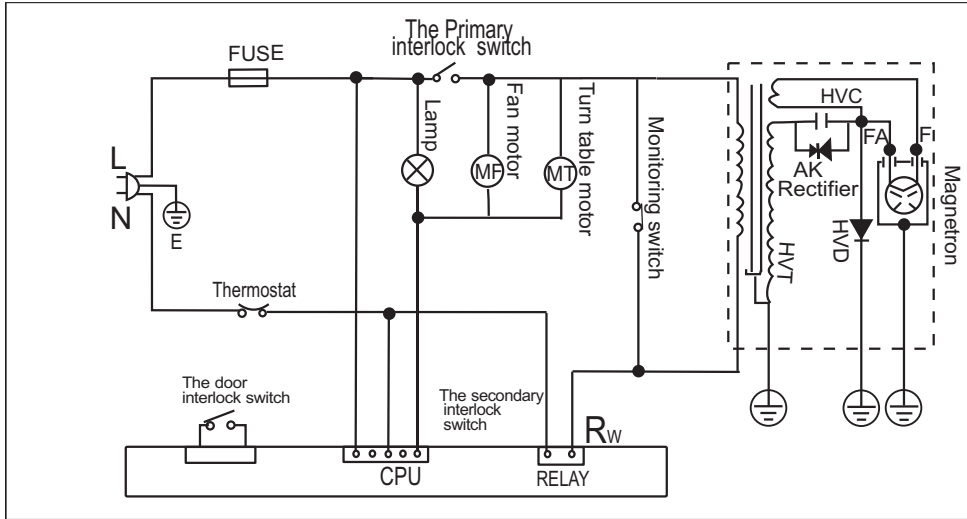 The Primary
interlock switch
FUSE
HVC
Lamp
Fan motor
Turn table motor
Monitoring switch
FA
F
L
N
E
MF
MT
AK
Rectifier
HVD
HVT
Magnetron
Thermostat
The door
interlock switch
The secondary
interlock
switch
RW
CPU
RELAY